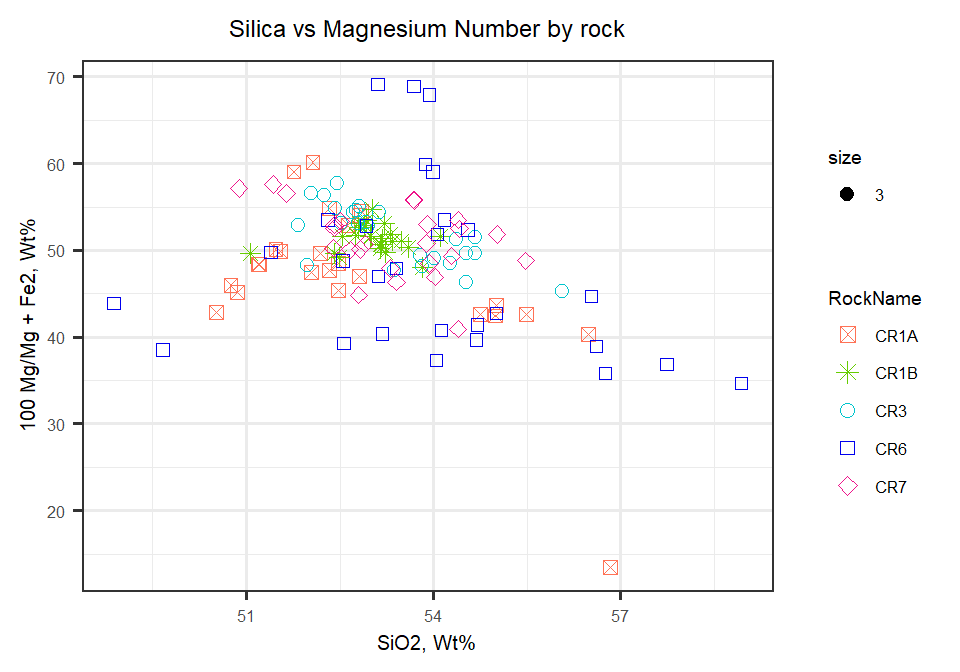 Silica vs Magnesium Number by rock
100 Mg/Mg + Fe2, Wt%
70
60
50
40
30
20
51
54
57
SiO2, Wt%
size
3
RockName
CR1A
CR1B
CR3
CR6
CR7